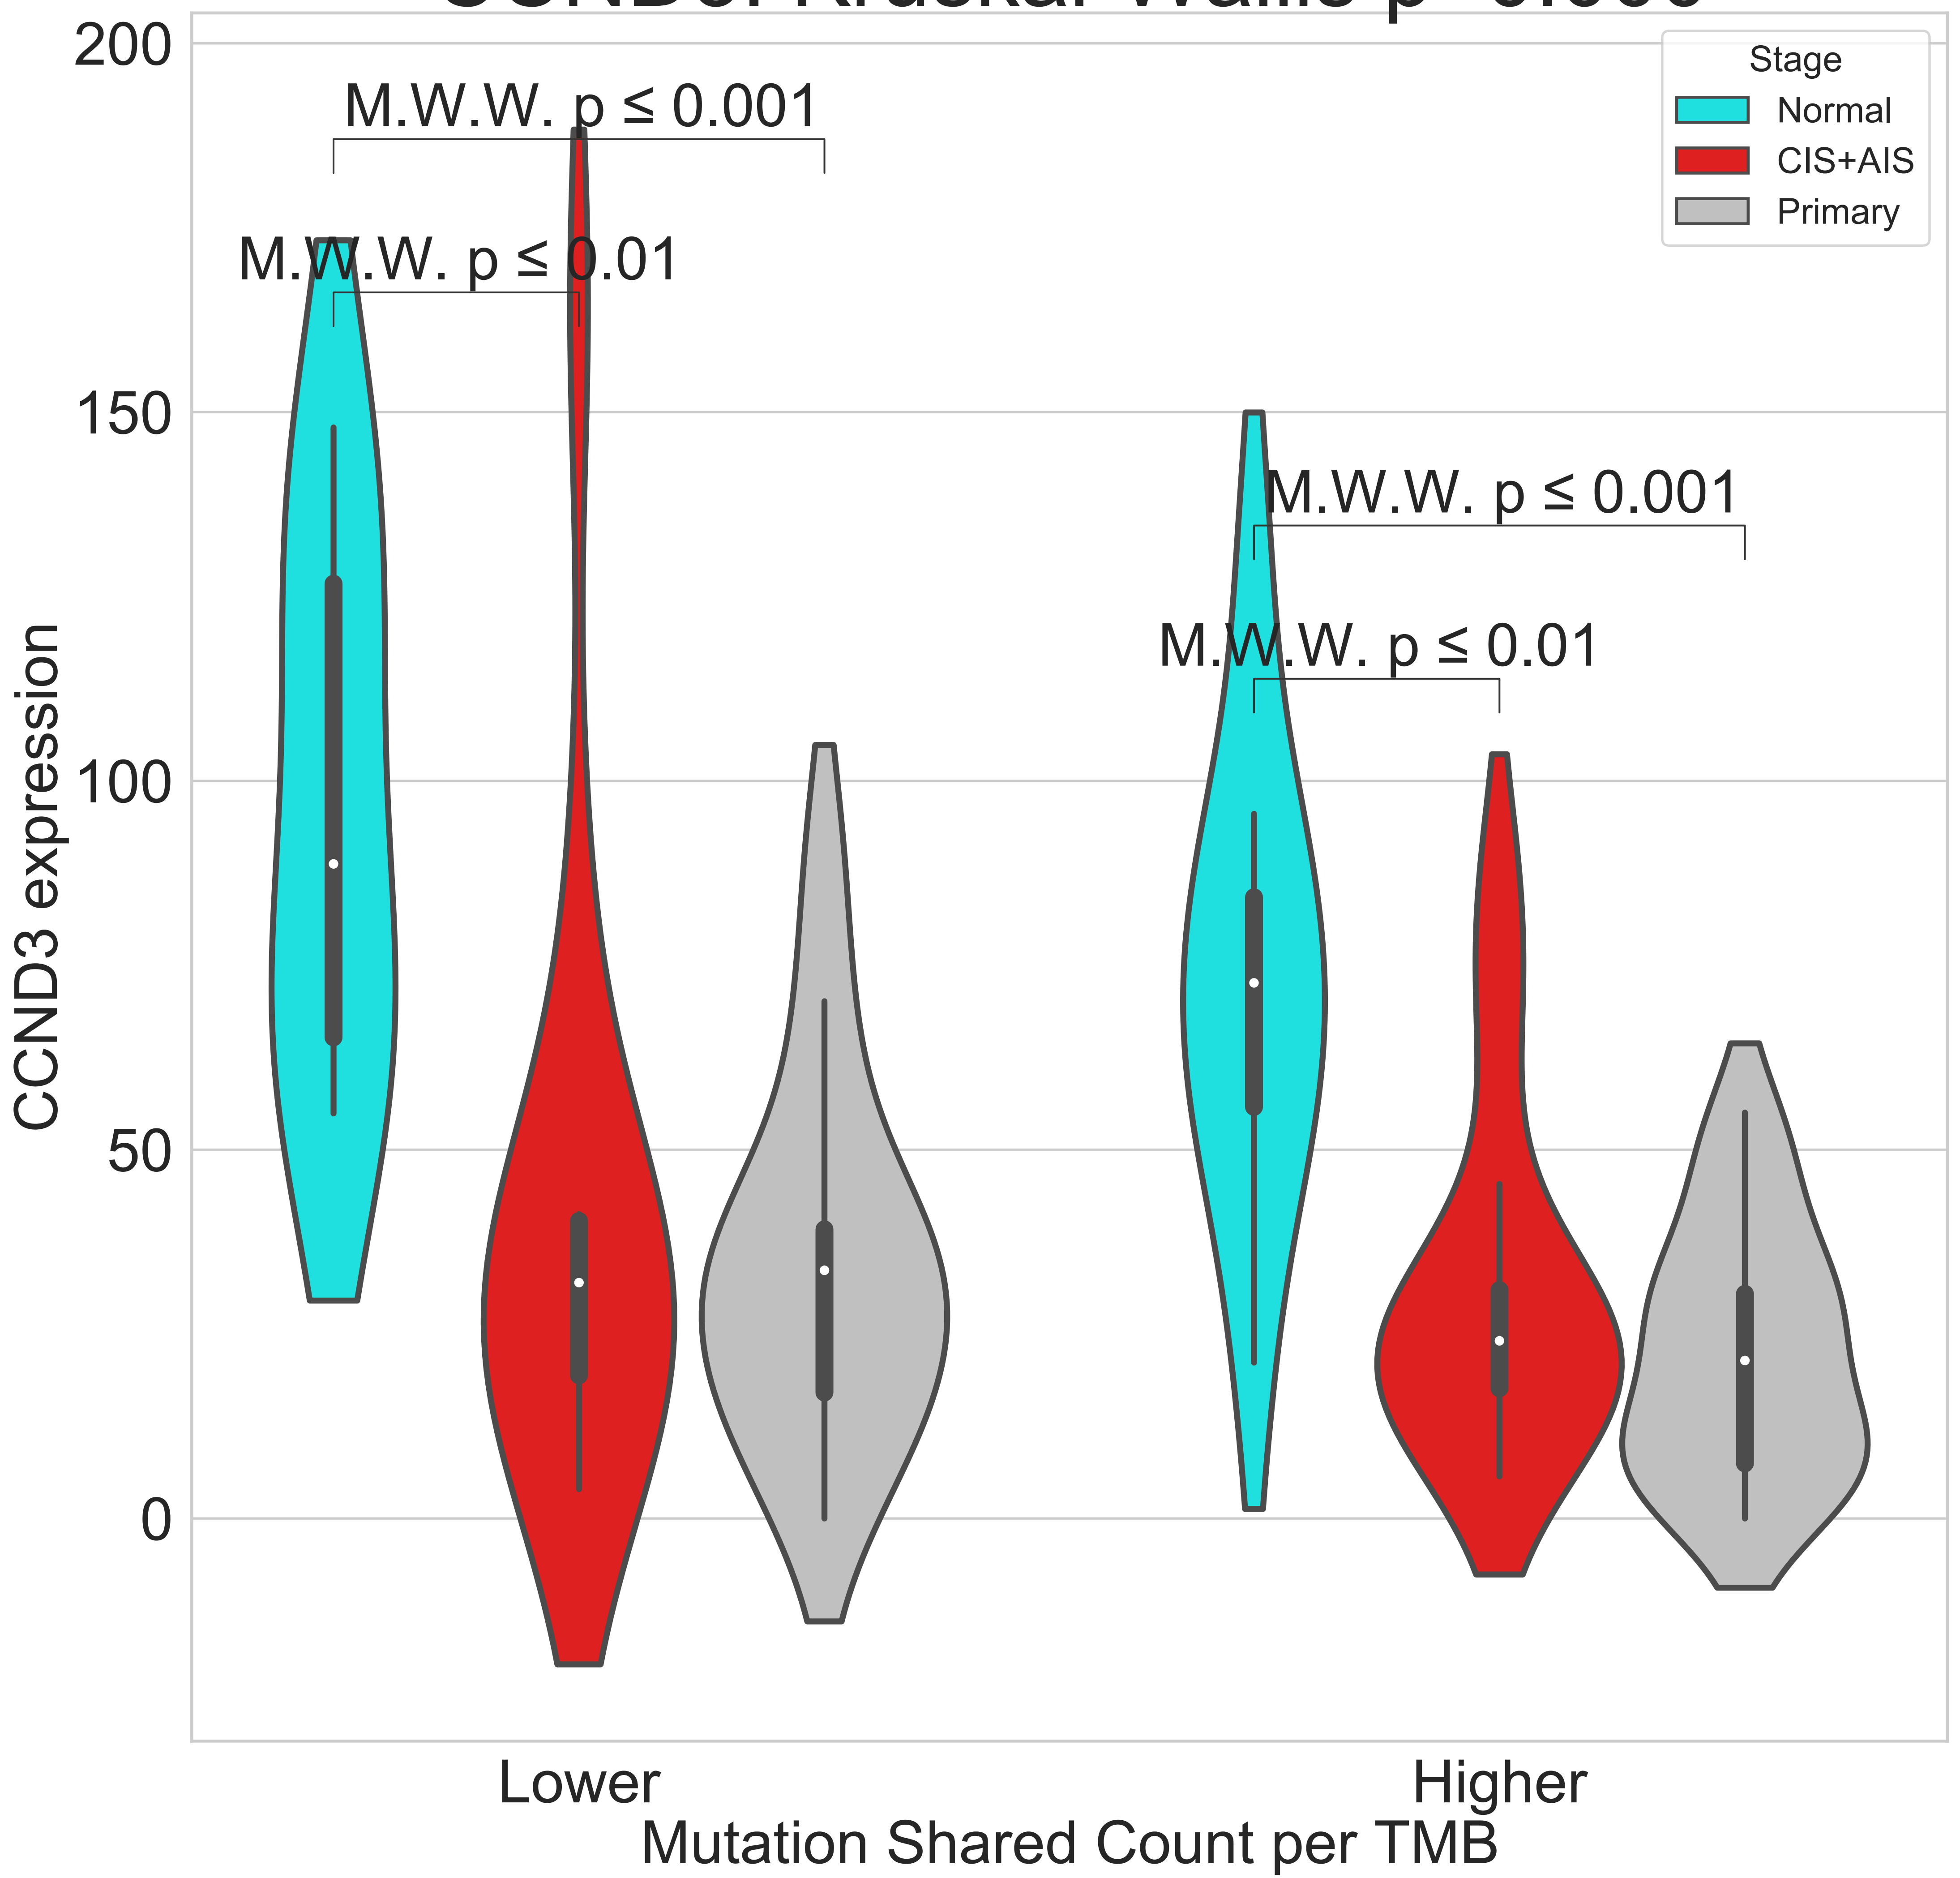 200
M.W.W. p ≤ 0.001
M.W.W. p ≤ 0.01
150
M.W.W. p ≤ 0.001
M.W.W. p ≤ 0.01
100
50
0
CCND3 expression
Stage
Normal
CIS+AIS
Primary
Lower
Higher
Mutation Shared Count per TMB